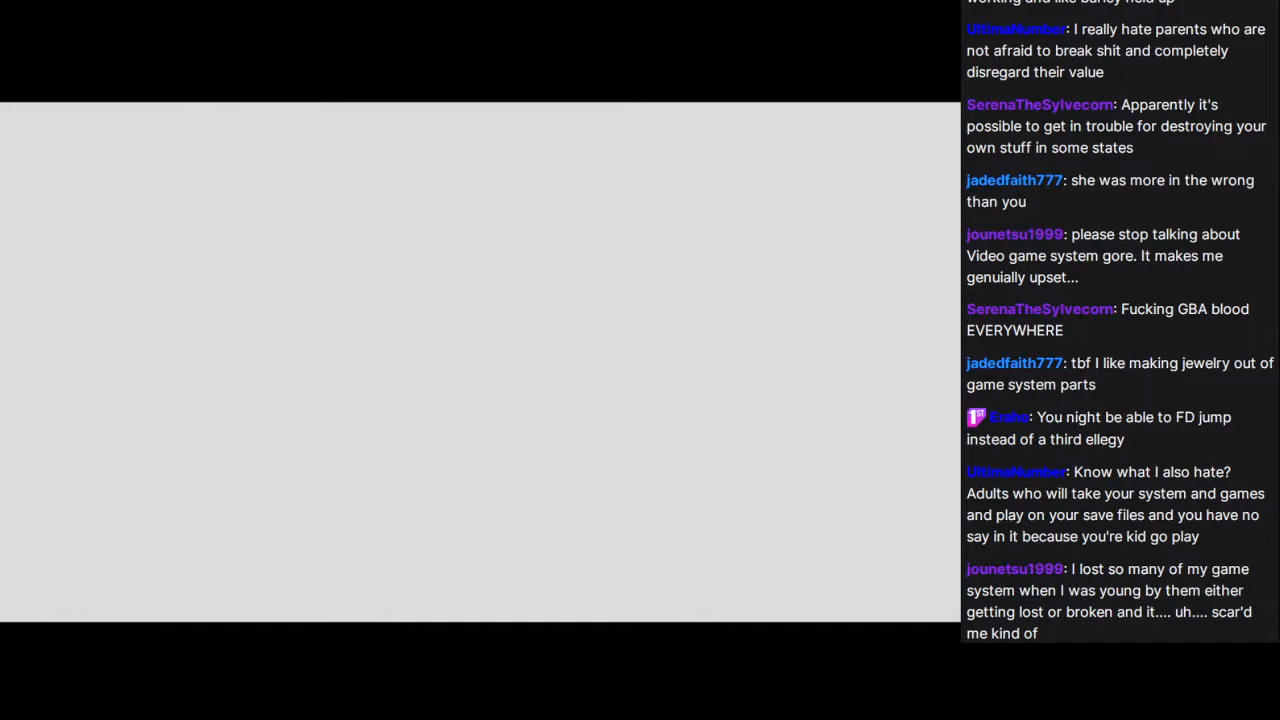 working and like barley held up
UltimaNumber: I really hate parents who are
not afraid to break shit and completely
disregard their value
SerenaTheSylvecorn: Apparently it's
possible to get in trouble for destroying your
own stuff in some states
jadedfaith777: she was more in the wrong
than you
jounetsu1999: please stop talking about
Video game system gore. It makes me
genuially upset...
SerenaTheSylvecorn: Fucking GBA blood
EVERYWHERE
jadedfaith777: tbf I like making jewelry out of
game system parts
1ST : You night be able to FD jump
instead of a third ellegy
UltimaNumber: Know what I also hate?
Adults who will take your system and games
and play on your save files and you have no
say in it because you're kid go play
jounetsu1999: I lost so many of my game
system when I was young by them either
getting lost or broken and it.... uh.... scar'd
me kind of